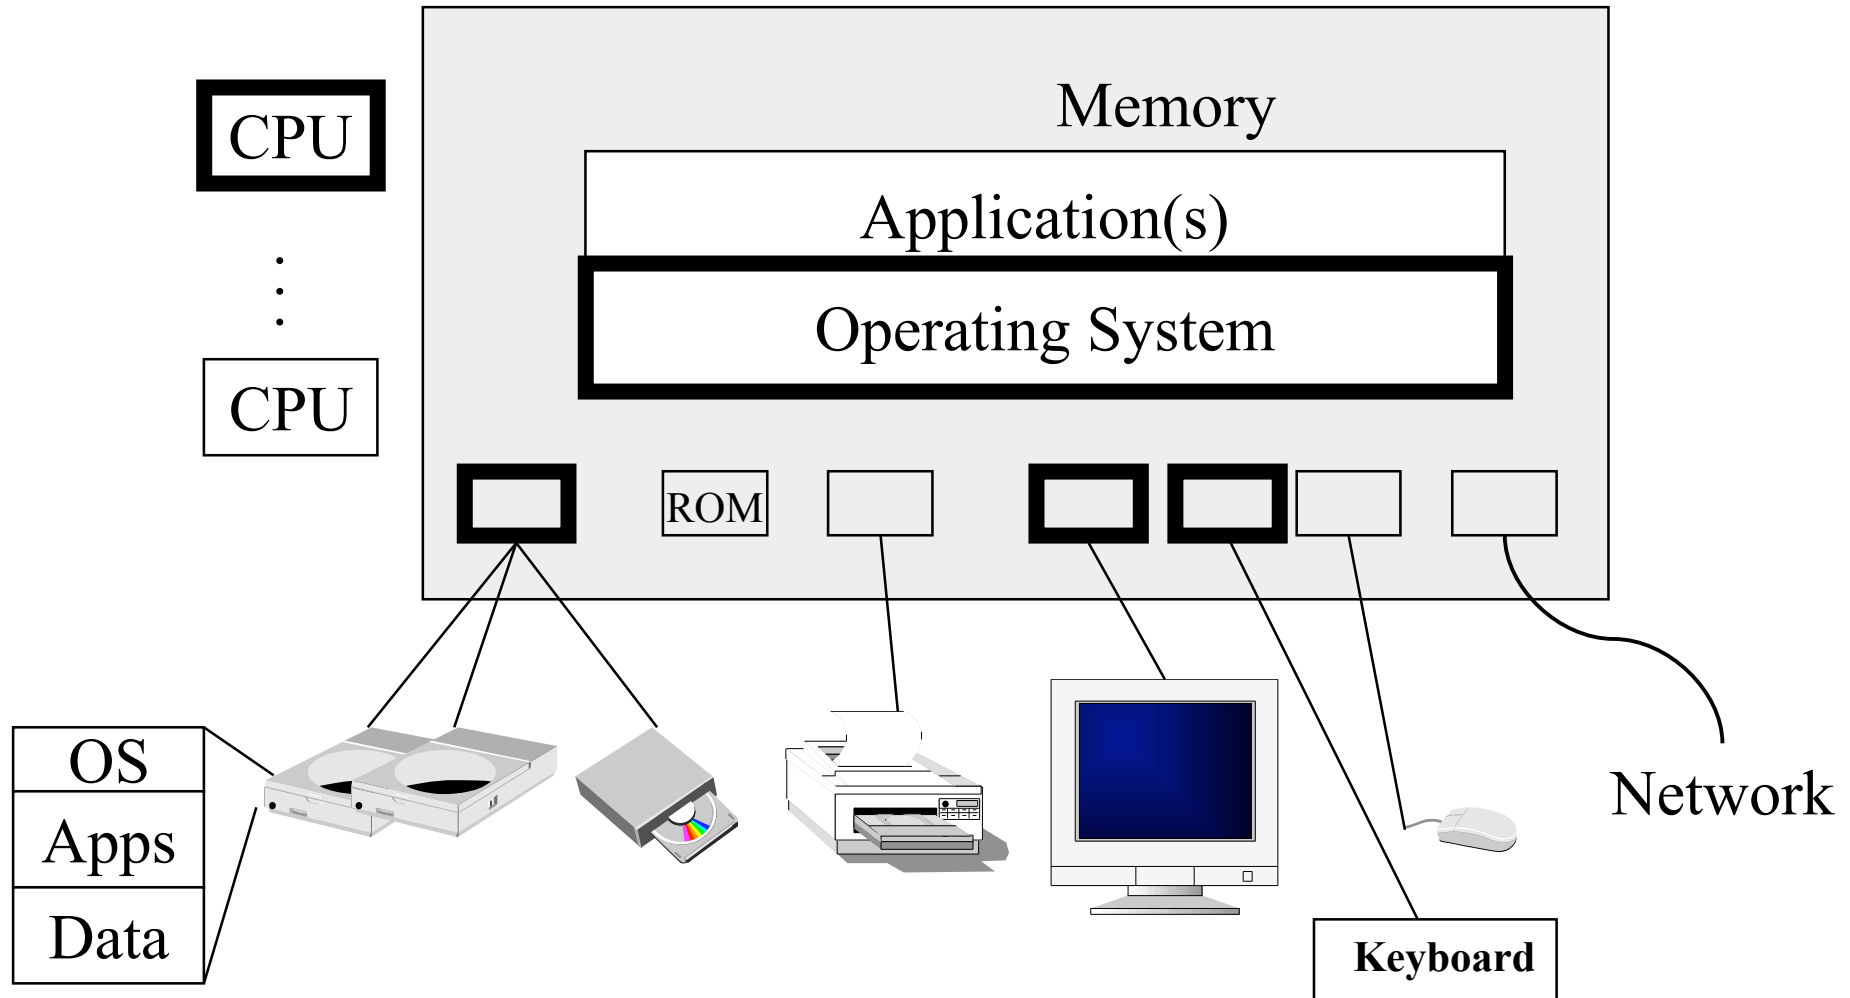 Memory
CPU
Application(s)
Operating System
CPU
ROM
OS
Apps
Data
Network
Keyboard